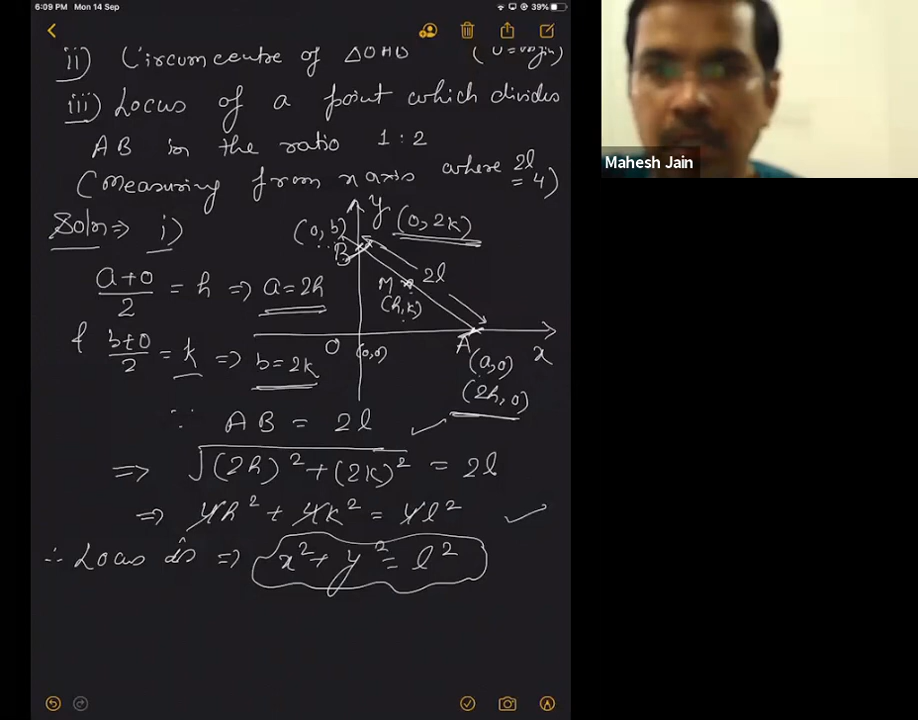 6:09 PM Mon 14 Sep
39%
ii) Circumcentre of △OAB (O = origin)
iii) Locus of a point which divides
AB in the ratio 1 : 2
(Measuring from x axis where 2l = 4)
Soln ⇒ i)
y
(0, b) (0, 2k)
B
2l
M
(h, k)
a+0/2 = h ⇒ a = 2h
& b+0/2 = k ⇒ b = 2k
O (0,0)
A
x
(a,0)
(2h, 0)
∵ AB = 2l
⇒ √(2h)² + (2k)² = 2l
⇒ 4h² + 4k² = 4l²
∴ Locus is ⇒ x² + y² = l²
Mahesh Jain